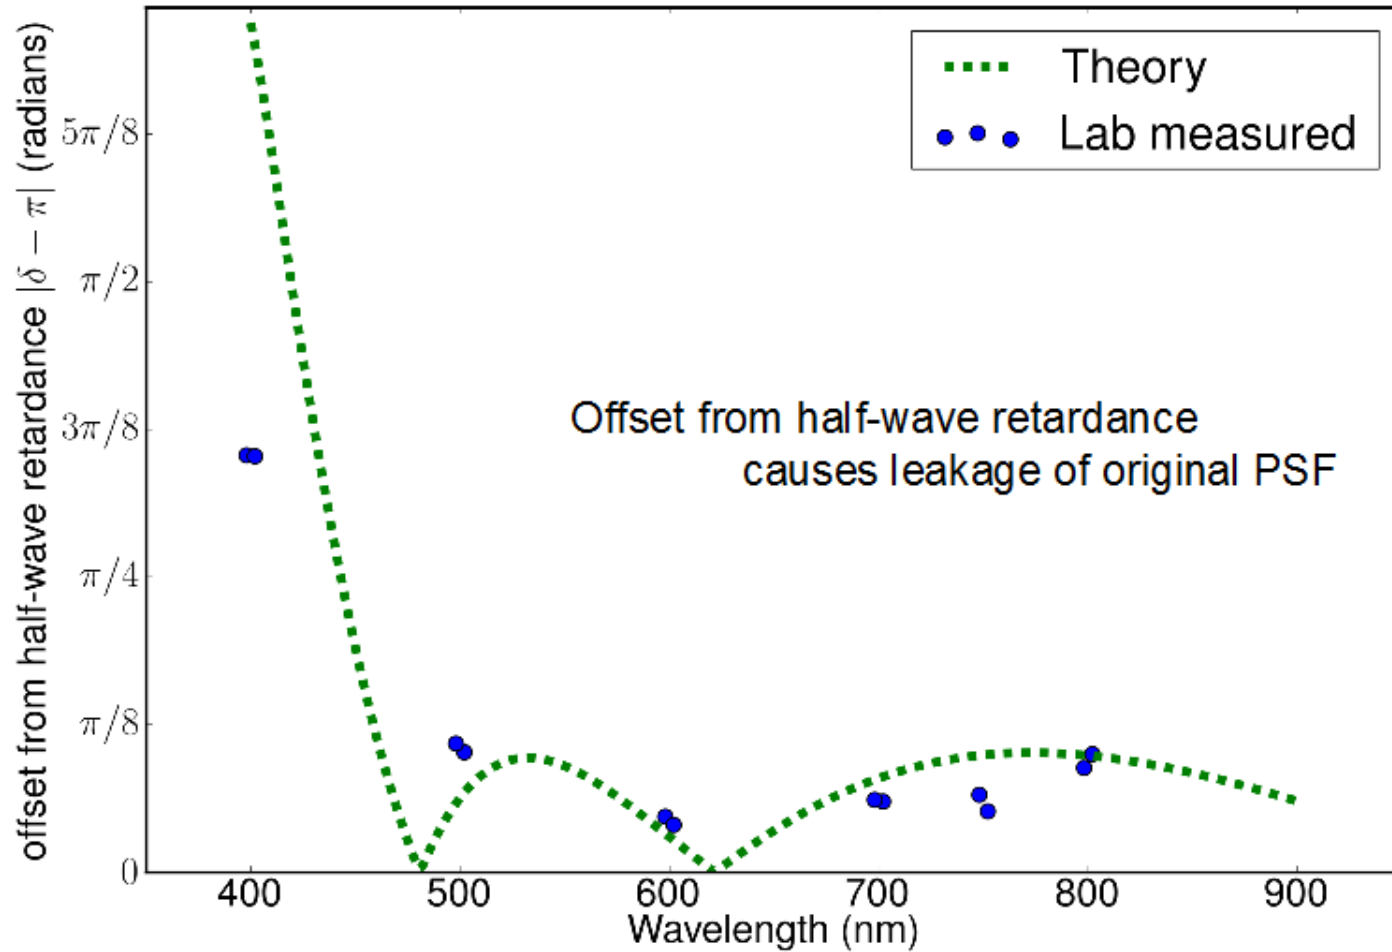 Theory
Lab measured
offset from half-wave retardance |δ − π| (radians)
5π/8
π/2
3π/8
π/4
π/8
0
Offset from half-wave retardance
causes leakage of original PSF
400 500 600 700 800 900
Wavelength (nm)